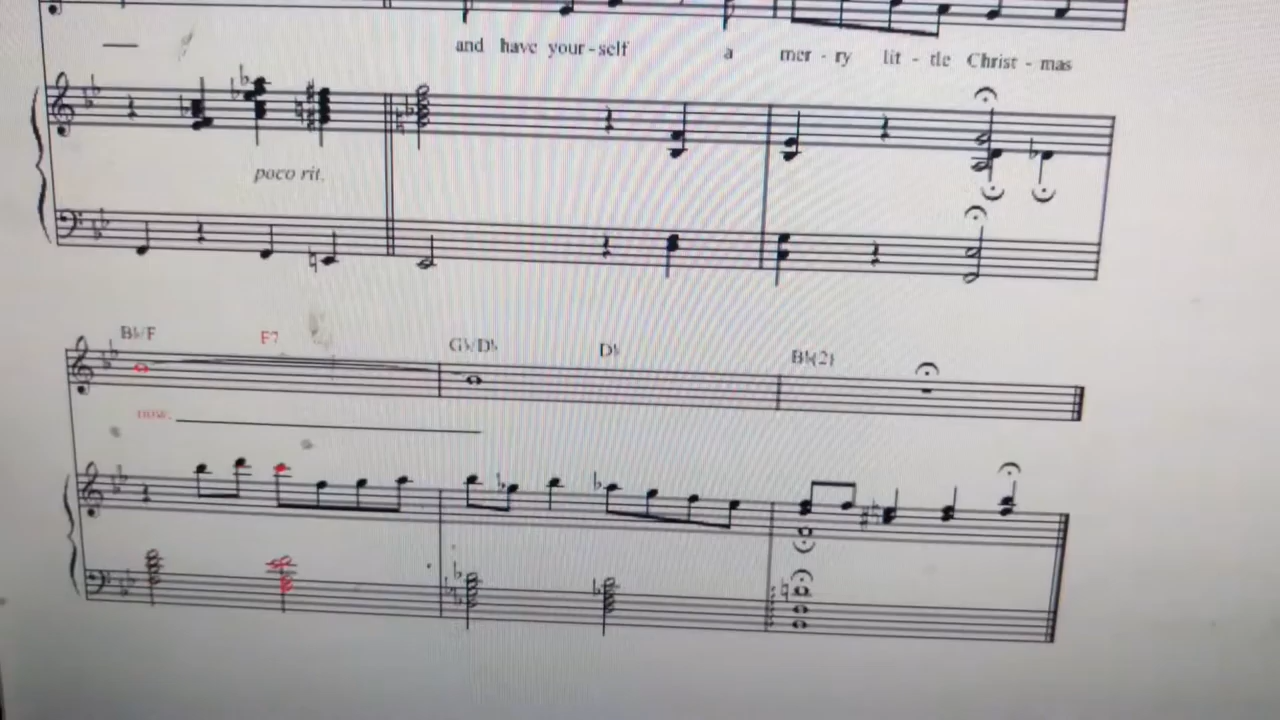 and have your - self a mer - ry lit - tle Christ - mas
poco rit.
B♭/F F7 G♭/D♭ D♭ B♭(2)
now.